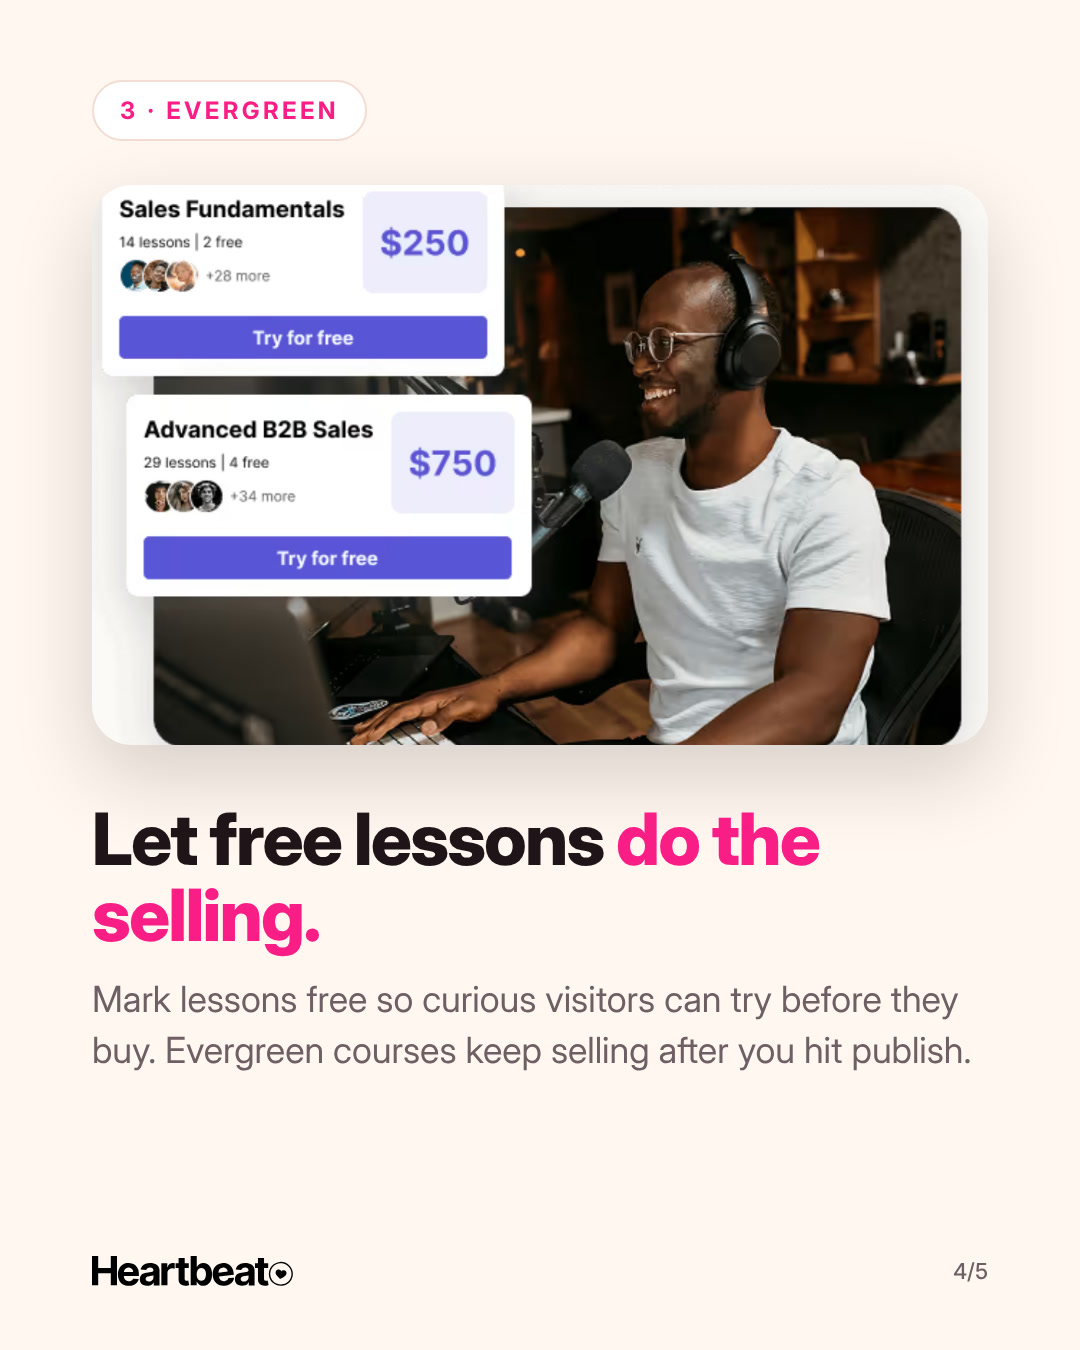 3 · EVERGREEN
Sales Fundamentals
14 lessons | 2 free
+28 more
$250
Try for free
Advanced B2B Sales
29 lessons | 4 free
+34 more
$750
Try for free
Let free lessons do the
selling.
Mark lessons free so curious visitors can try before they
buy. Evergreen courses keep selling after you hit publish.
Heartbeat
4/5